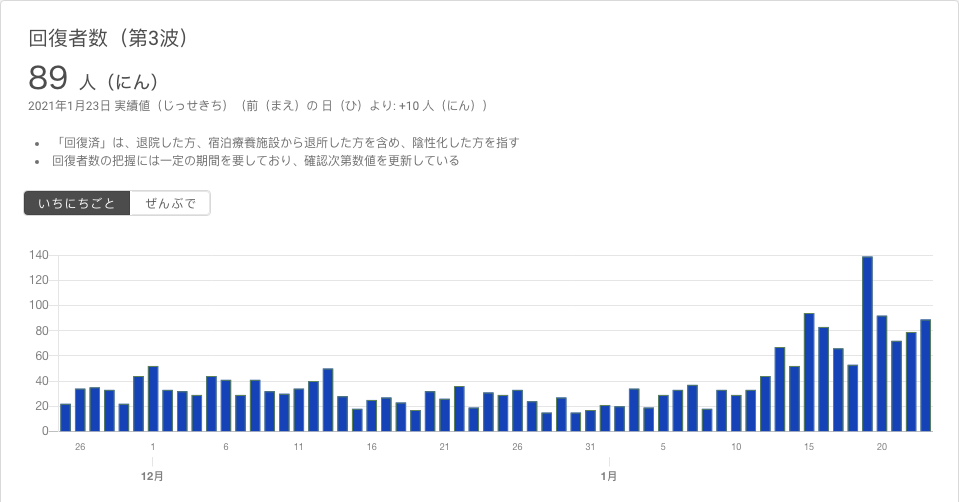 回復者数（第3波）
89 人（にん）
2021年1月23日 実績値（じっせきち）（前（まえ）の 日（ひ）より: +10 人（にん））
• 「回復済」は、退院した方、宿泊療養施設から退所した方を含め、陰性化した方を指す
• 回復者数の把握には一定の期間を要しており、確認次第数値を更新している
いちにちごと ぜんぶで
140
120
100
80
60
40
20
0
26 1 6 11 16 21 26 31 5 10 15 20
12月 1月